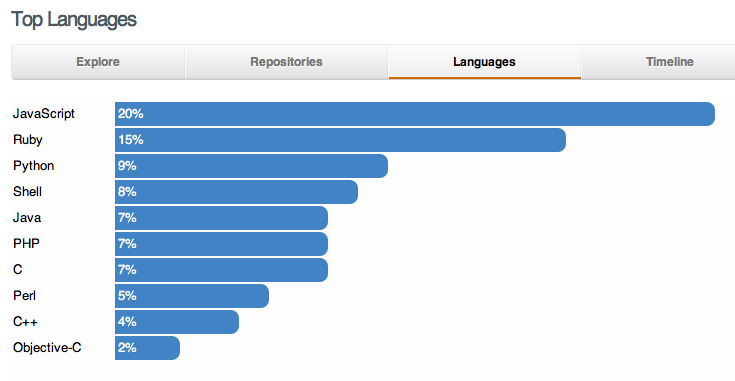 Top Languages
Explore Repositories Languages Timeline
JavaScript 20%
Ruby 15%
Python 9%
Shell 8%
Java 7%
PHP 7%
C 7%
Perl 5%
C++ 4%
Objective-C 2%